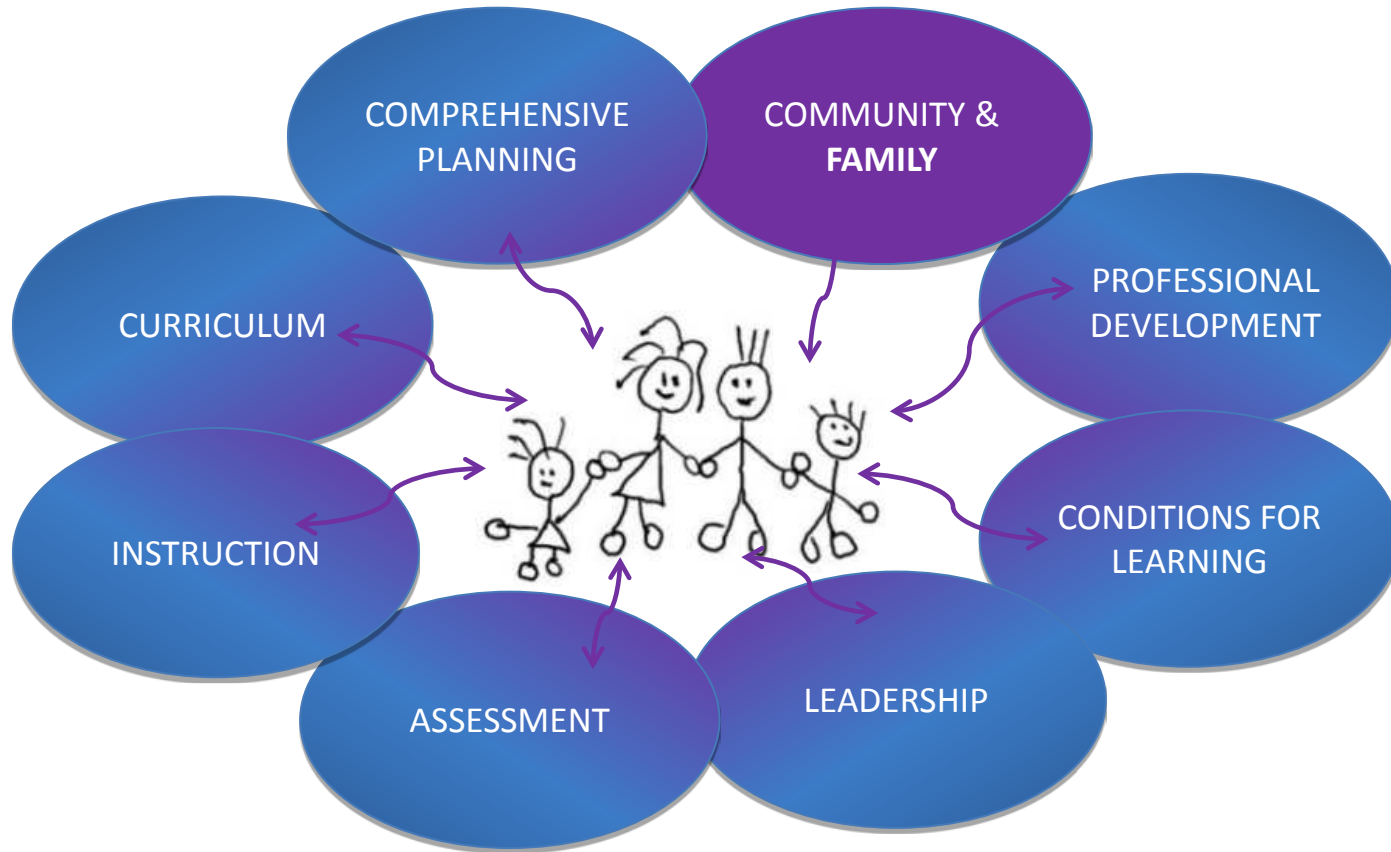 COMPREHENSIVE
PLANNING
COMMUNITY &
FAMILY
PROFESSIONAL
DEVELOPMENT
CONDITIONS FOR
LEARNING
LEADERSHIP
ASSESSMENT
INSTRUCTION
CURRICULUM